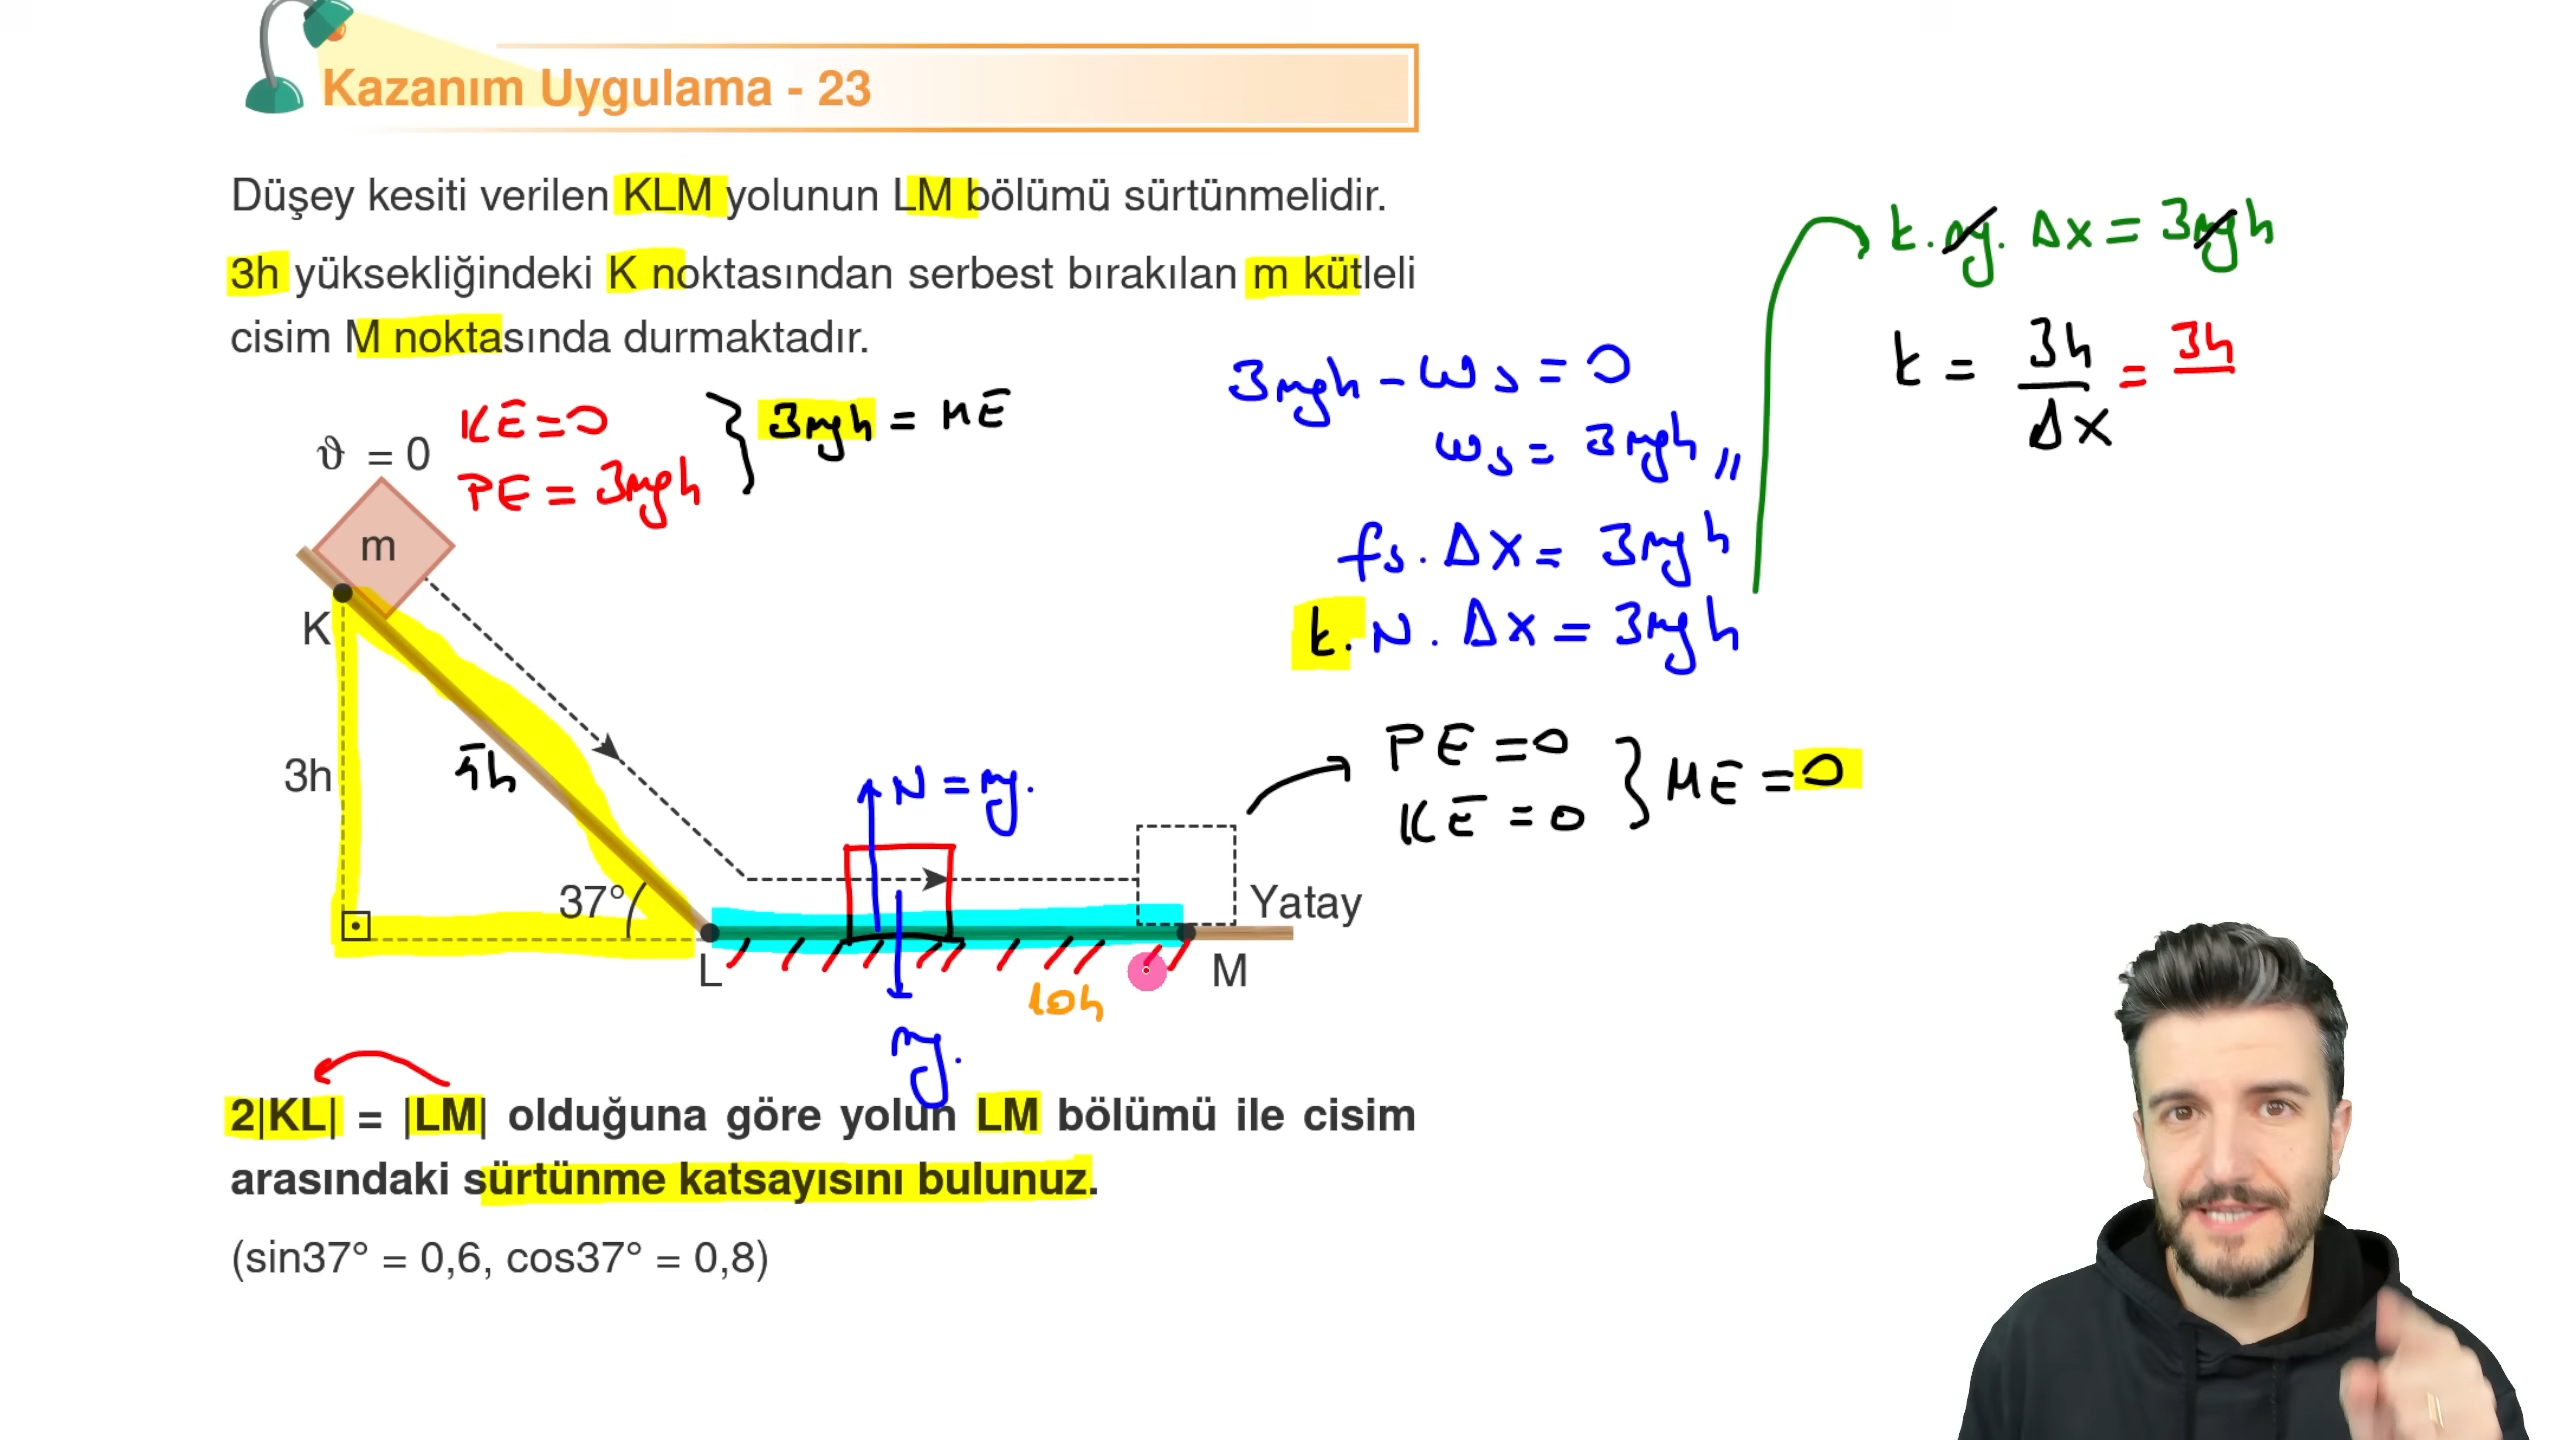 Kazanım Uygulama - 23
Düşey kesiti verilen KLM yolunun LM bölümü sürtünmelidir.
3h yüksekliğindeki K noktasından serbest bırakılan m kütleli
cisim M noktasında durmaktadır.
KE=0
PE = 3mgh
3mgh = ME
ϑ = 0
m
K
3h
5h
37°
L
M
Yatay
N = mg.
mg.
10h
3mgh - Ws = 0
Ws = 3mgh //
fs. ΔX = 3mgh
k. N. ΔX = 3mgh
k. mg. ΔX = 3mgh
k = 3h / ΔX = 3h
PE = 0
KE = 0
ME = 0
2|KL| = |LM| olduğuna göre yolun LM bölümü ile cisim
arasındaki sürtünme katsayısını bulunuz.
(sin37° = 0,6, cos37° = 0,8)